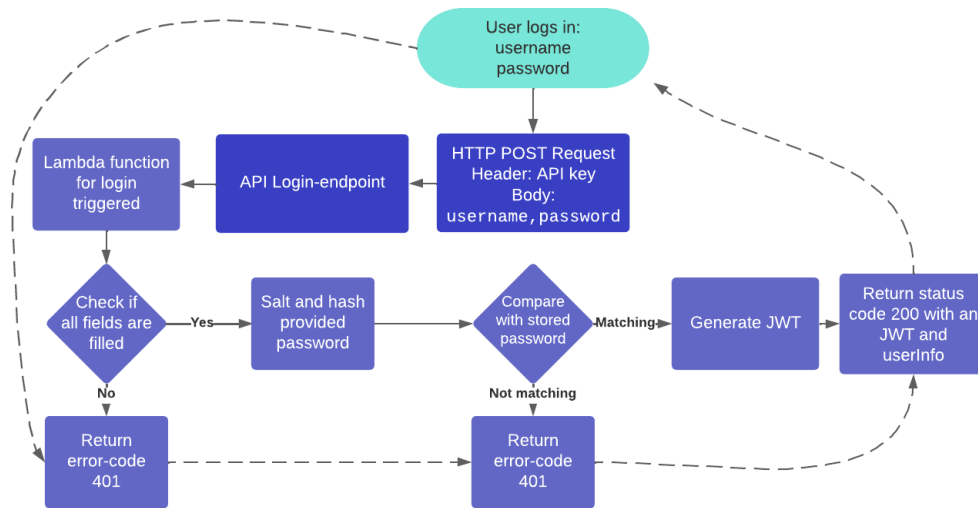 User logs in:
username
password
HTTP POST Request
Header: API key
Body:
username,password
API Login-endpoint
Lambda function
for login
triggered
Check if
all fields are
filled
Yes
Salt and hash
provided
password
Compare
with stored
password
Matching
Generate JWT
Return status
code 200 with an
JWT and
userInfo
No
Not matching
Return
error-code
401
Return
error-code
401